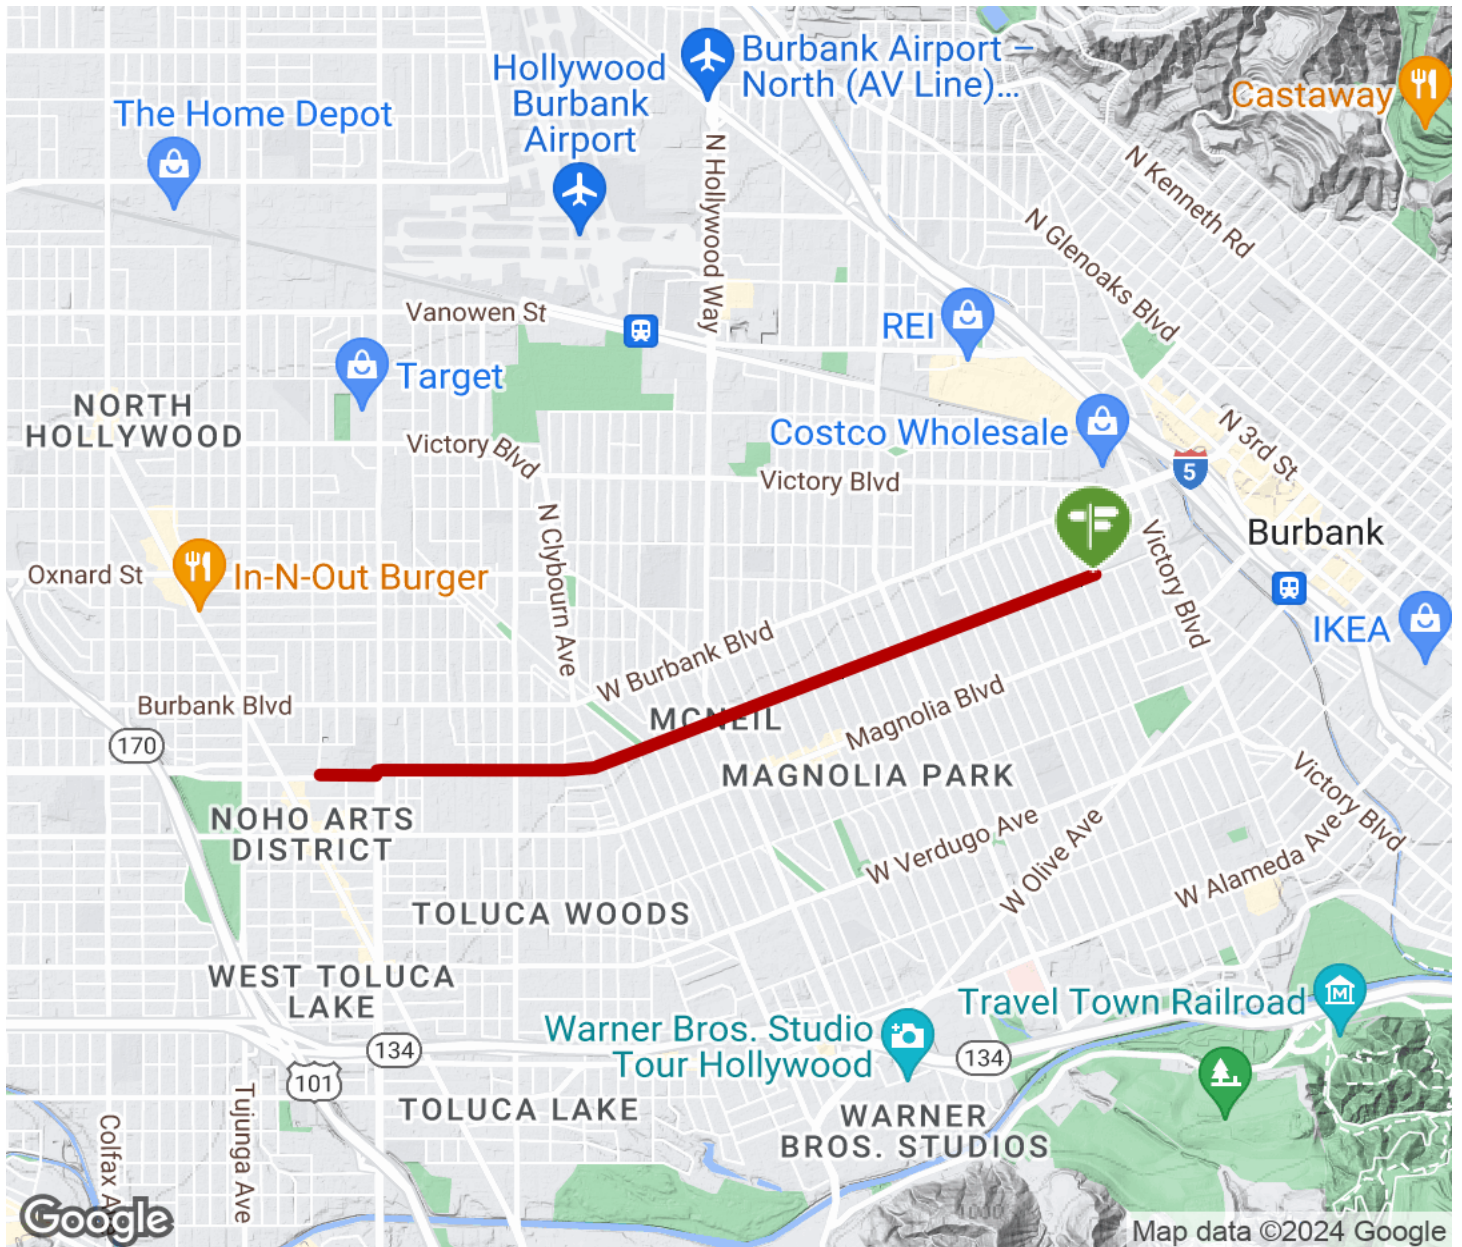 Hollywood
Burbank
Airport
Burbank Airport –
North (AV Line)...
Castaway
The Home Depot
N Hollywood Way
N Kenneth Rd
N Glenoaks Blvd
Vanowen St
REI
Target
NORTH
HOLLYWOOD
Victory Blvd
Costco Wholesale
N 3rd St
Victory Blvd
5
N Clybourn Ave
Victory Blvd
Burbank
Oxnard St
In-N-Out Burger
IKEA
W Burbank Blvd
Burbank Blvd
MCNEIL
Magnolia Blvd
170
MAGNOLIA PARK
Victory Blvd
NOHO ARTS
DISTRICT
W Verdugo Ave
W Olive Ave
W Alameda Ave
TOLUCA WOODS
WEST TOLUCA
LAKE
Travel Town Railroad
M
Warner Bros. Studio
Tour Hollywood
134
134
101
TOLUCA LAKE
WARNER
BROS. STUDIOS
Tujunga Ave
Colfax Ave
Google
Map data ©2024 Google